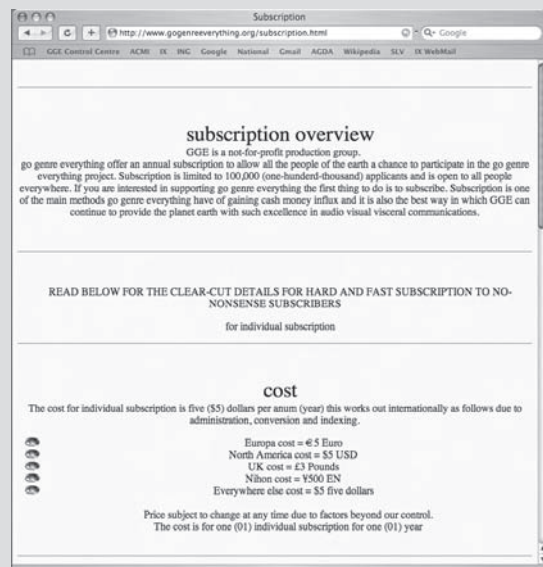 Subscription
http://www.gogenreeverything.org/subscription.html
Google
GGE Control Centre ACMI IX ING Google National Gmail AGDA Wikipedia SLV IX WebMail
subscription overview
GGE is a not-for-profit production group.
go genre everything offer an annual subscription to allow all the people of the earth a chance to participate in the go genre
everything project. Subscription is limited to 100,000 (one-hunderd-thousand) applicants and is open to all people
everywhere. If you are interested in supporting go genre everything the first thing to do is to subscribe. Subscription is one
of the main methods go genre everything have of gaining cash money influx and it is also the best way in which GGE can
continue to provide the planet earth with such excellence in audio visual visceral communications.
READ BELOW FOR THE CLEAR-CUT DETAILS FOR HARD AND FAST SUBSCRIPTION TO NO-
NONSENSE SUBSCRIBERS
for individual subscription
cost
The cost for individual subscription is five ($5) dollars per anum (year) this works out internationally as follows due to
administration, conversion and indexing.
Europa cost = € 5 Euro
North America cost = $5 USD
UK cost = £3 Pounds
Nihon cost = ¥500 EN
Everywhere else cost = $5 five dollars
Price subject to change at any time due to factors beyond our control.
The cost is for one (01) individual subscription for one (01) year